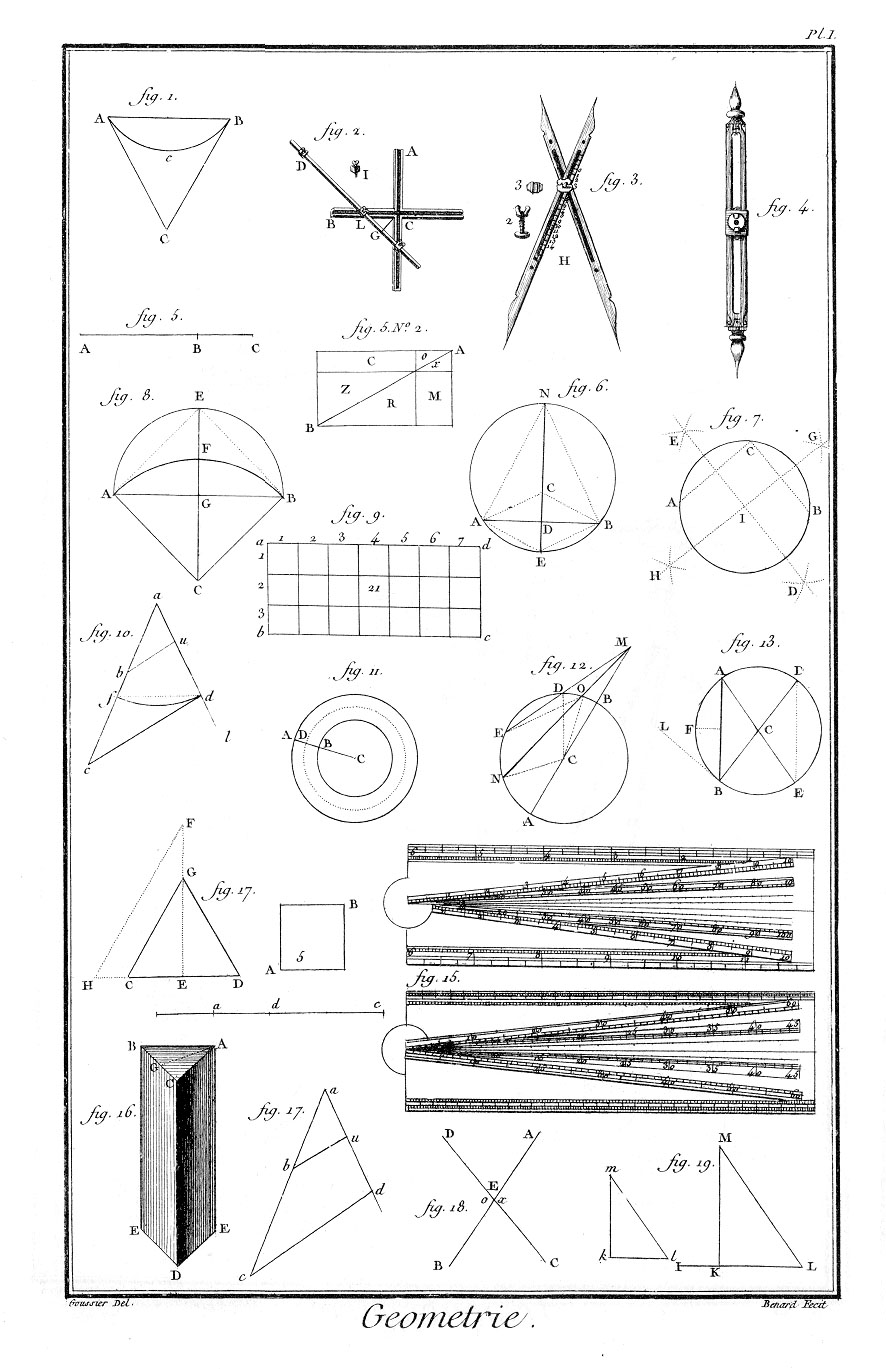 Pl. I.
fig. 1.
A B
c
C
fig. 2.
D I A
B L C
G
fig. 3.
3
2
H
fig. 4.
fig. 5.
A B C
fig. 5. Nº 2.
C o A
x
Z R M
B
fig. 8.
E
F
A G B
C
fig. 6.
N
C
A D B
E
fig. 7.
E C G
A I B
H D
fig. 9.
a 1 2 3 4 5 6 7 d
1
2 21
3
b c
fig. 10.
a
u
b
f d
l
c
fig. 11.
A D B C
fig. 12.
M
D O B
E
C
N
A
fig. 13.
A D
L F C
B E
fig. 17.
F
G
H C E D
B
5
A
a d c
fig. 15.
fig. 16.
B A
G
C
E E
D
fig. 17.
a
u
b
d
c
fig. 18.
D A
E
o x
B C
fig. 19.
m M
k l I K L
Goussier Del.
Benard Fecit
Geometrie.